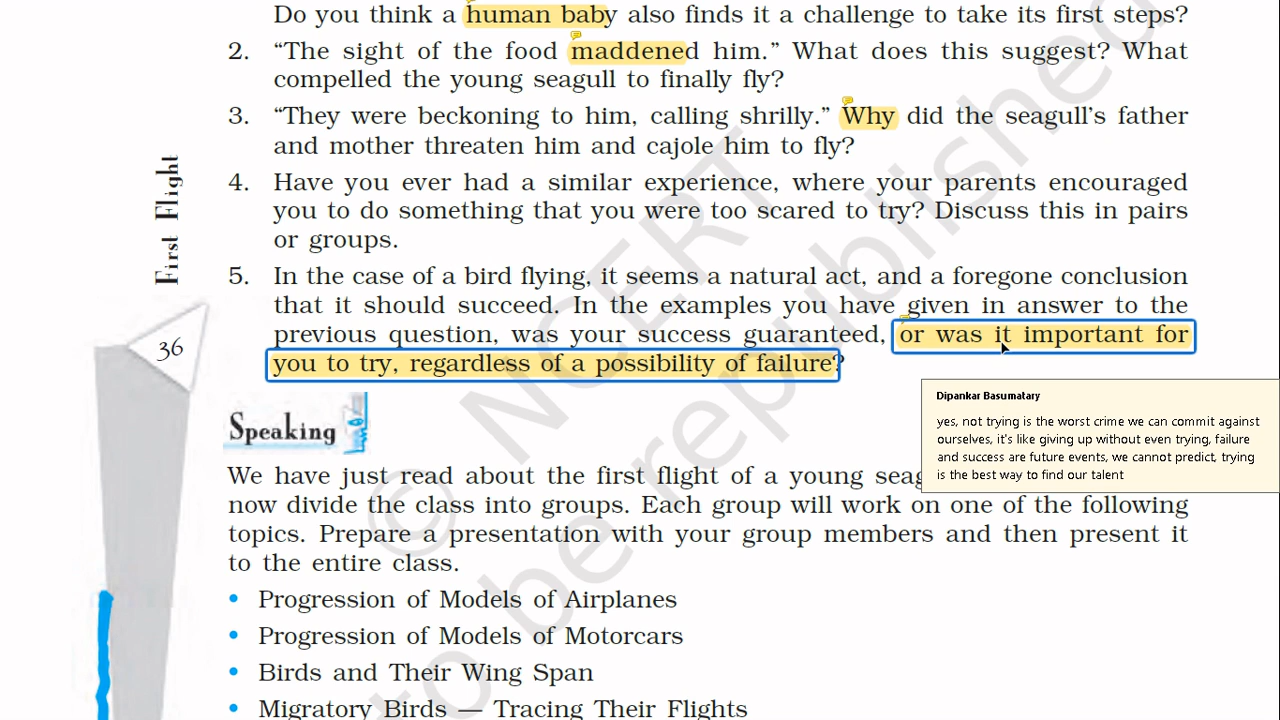 Do you think a human baby also finds it a challenge to take its first steps?
2. “The sight of the food maddened him.” What does this suggest? What
compelled the young seagull to finally fly?
3. “They were beckoning to him, calling shrilly.” Why did the seagull’s father
and mother threaten him and cajole him to fly?
4. Have you ever had a similar experience, where your parents encouraged
you to do something that you were too scared to try? Discuss this in pairs
or groups.
5. In the case of a bird flying, it seems a natural act, and a foregone conclusion
that it should succeed. In the examples you have given in answer to the
previous question, was your success guaranteed, or was it important for
you to try, regardless of a possibility of failure?
First Flight
36
Dipankar Basumatary
yes, not trying is the worst crime we can commit against
ourselves, it's like giving up without even trying, failure
and success are future events, we cannot predict, trying
is the best way to find our talent
Speaking
We have just read about the first flight of a young seag
now divide the class into groups. Each group will work on one of the following
topics. Prepare a presentation with your group members and then present it
to the entire class.
• Progression of Models of Airplanes
• Progression of Models of Motorcars
• Birds and Their Wing Span
• Migratory Birds — Tracing Their Flights
© NCERT
to be republished